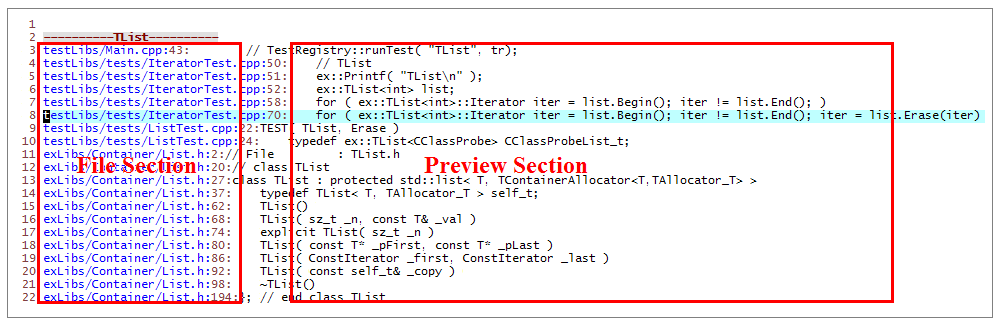 1
2 ----------TList----------
3 testLibs/Main.cpp:43:        // TestRegistry::runTest( "TList", tr);
4 testLibs/tests/IteratorTest.cpp:50:    // TList
5 testLibs/tests/IteratorTest.cpp:51:    ex::Printf( "TList\n" );
6 testLibs/tests/IteratorTest.cpp:52:    ex::TList<int> list;
7 testLibs/tests/IteratorTest.cpp:58:    for ( ex::TList<int>::Iterator iter = list.Begin(); iter != list.End(); )
8 testLibs/tests/IteratorTest.cpp:70:    for ( ex::TList<int>::Iterator iter = list.Begin(); iter != list.End(); iter = list.Erase(iter)
9 testLibs/tests/ListTest.cpp:22:TEST( TList, Erase )
10 testLibs/tests/ListTest.cpp:24:    typedef ex::TList<CClassProbe> CClassProbeList_t;
11 exLibs/Container/List.h:2:// File         : TList.h
12 exLibs/Container/List.h:20:// class TList
13 exLibs/Container/List.h:27:class TList : protected std::list< T, TContainerAllocator<T,TAllocator_T> >
14 exLibs/Container/List.h:37:    typedef TList< T, TAllocator_T > self_t;
15 exLibs/Container/List.h:62:    TList()
16 exLibs/Container/List.h:68:    TList( sz_t _n, const T& _val )
17 exLibs/Container/List.h:74:    explicit TList( sz_t _n )
18 exLibs/Container/List.h:80:    TList( const T* _pFirst, const T* _pLast )
19 exLibs/Container/List.h:86:    TList( ConstIterator _first, ConstIterator _last )
20 exLibs/Container/List.h:92:    TList( const self_t& _copy )
21 exLibs/Container/List.h:98:    ~TList()
22 exLibs/Container/List.h:194:}; // end class TList
File Section
Preview Section